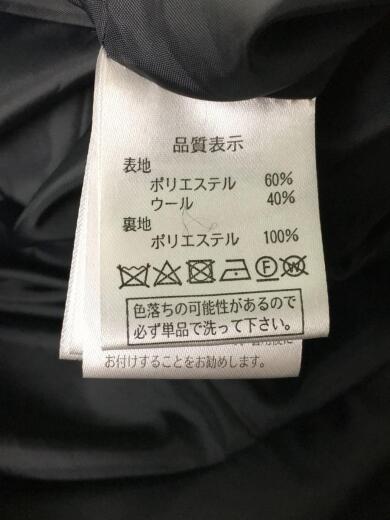 品質表示
表地
ポリエステル 60%
ウール 40%
裏地
ポリエステル 100%
F W
色落ちの可能性があるので
必ず単品で洗って下さい。
お付けすることをお勧めします。